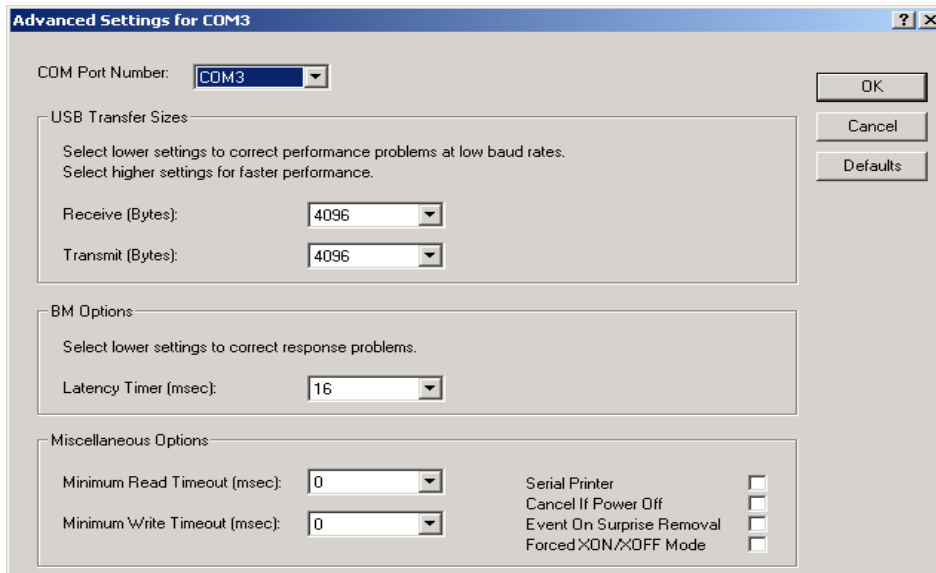 Advanced Settings for COM3
COM Port Number: COM3
OK
USB Transfer Sizes
Cancel
Select lower settings to correct performance problems at low baud rates.
Select higher settings for faster performance.
Defaults
Receive (Bytes): 4096
Transmit (Bytes): 4096
BM Options
Select lower settings to correct response problems.
Latency Timer (msec): 16
Miscellaneous Options
Minimum Read Timeout (msec): 0
Minimum Write Timeout (msec): 0
Serial Printer
Cancel If Power Off
Event On Surprise Removal
Forced XON/XOFF Mode